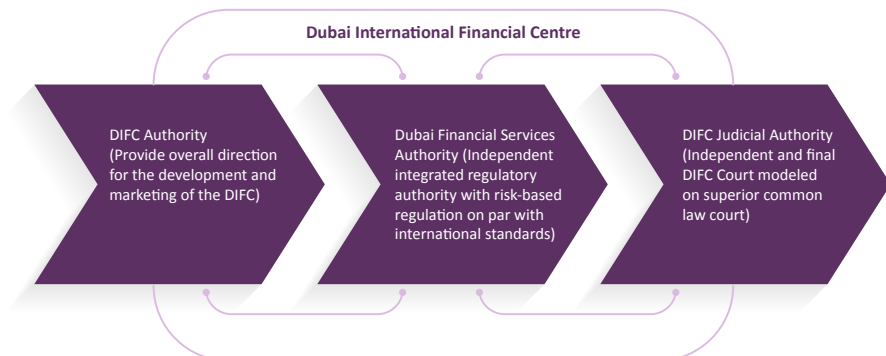 Dubai International Financial Centre
DIFC Authority
(Provide overall direction
for the development and
marketing of the DIFC)
Dubai Financial Services
Authority (Independent
integrated regulatory
authority with risk-based
regulation on par with
international standards)
DIFC Judicial Authority
(Independent and final
DIFC Court modeled
on superior common
law court)